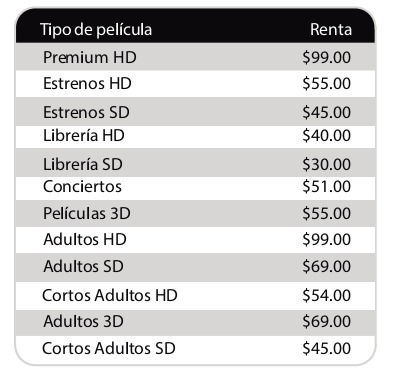 Tipo de película Renta
Premium HD $99.00
Estrenos HD $55.00
Estrenos SD $45.00
Librería HD $40.00
Librería SD $30.00
Conciertos $51.00
Películas 3D $55.00
Adultos HD $99.00
Adultos SD $69.00
Cortos Adultos HD $54.00
Adultos 3D $69.00
Cortos Adultos SD $45.00